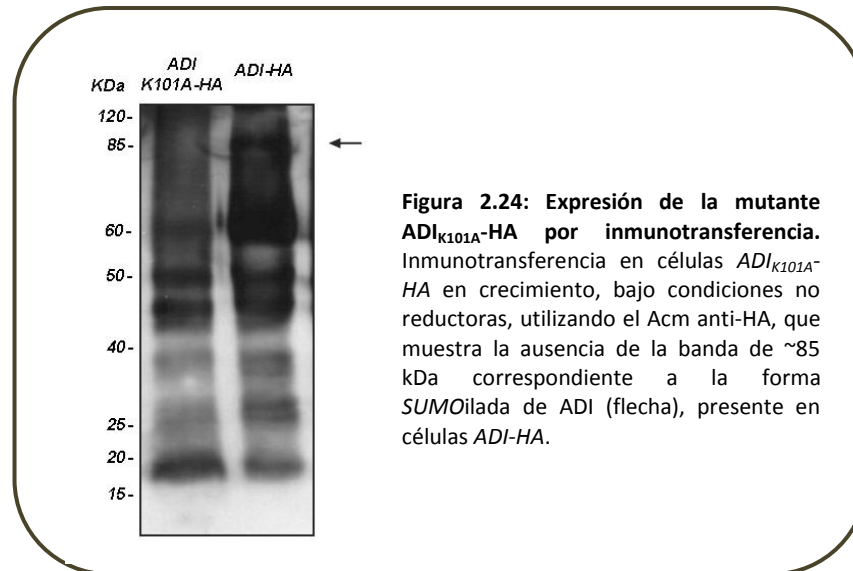 ADI
KDa K101A-HA ADI-HA
120-
85-
60-
50-
40-
25-
20-
15-
Figura 2.24: Expresión de la mutante
ADIK101A-HA por inmunotransferencia.
Inmunotransferencia en células ADIK101A-
HA en crecimiento, bajo condiciones no
reductoras, utilizando el Acm anti-HA, que
muestra la ausencia de la banda de ~85
kDa correspondiente a la forma
SUMOilada de ADI (flecha), presente en
células ADI-HA.